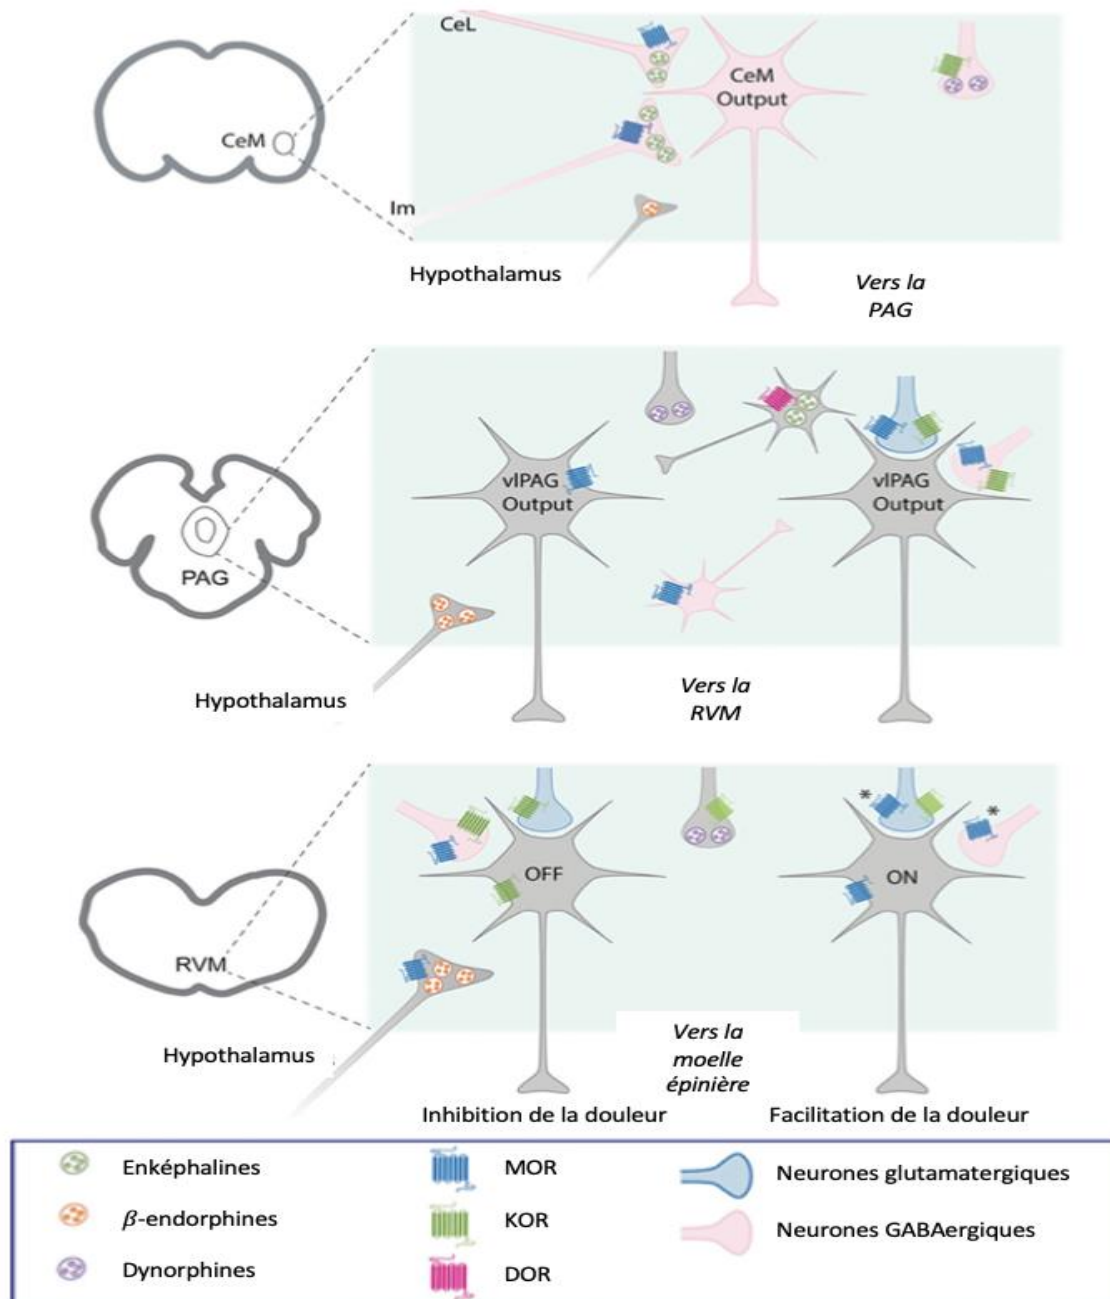 CeL
CeM
Output
CeM
Im
Hypothalamus
Vers la
PAG
vlPAG
Output
vlPAG
Output
PAG
Hypothalamus
Vers la
RVM
*
*
OFF
ON
RVM
Hypothalamus
Vers la
moelle
épinière
Inhibition de la douleur
Facilitation de la douleur
Enképhalines
MOR
Neurones glutamatergiques
β-endorphines
KOR
Neurones GABAergiques
Dynorphines
DOR